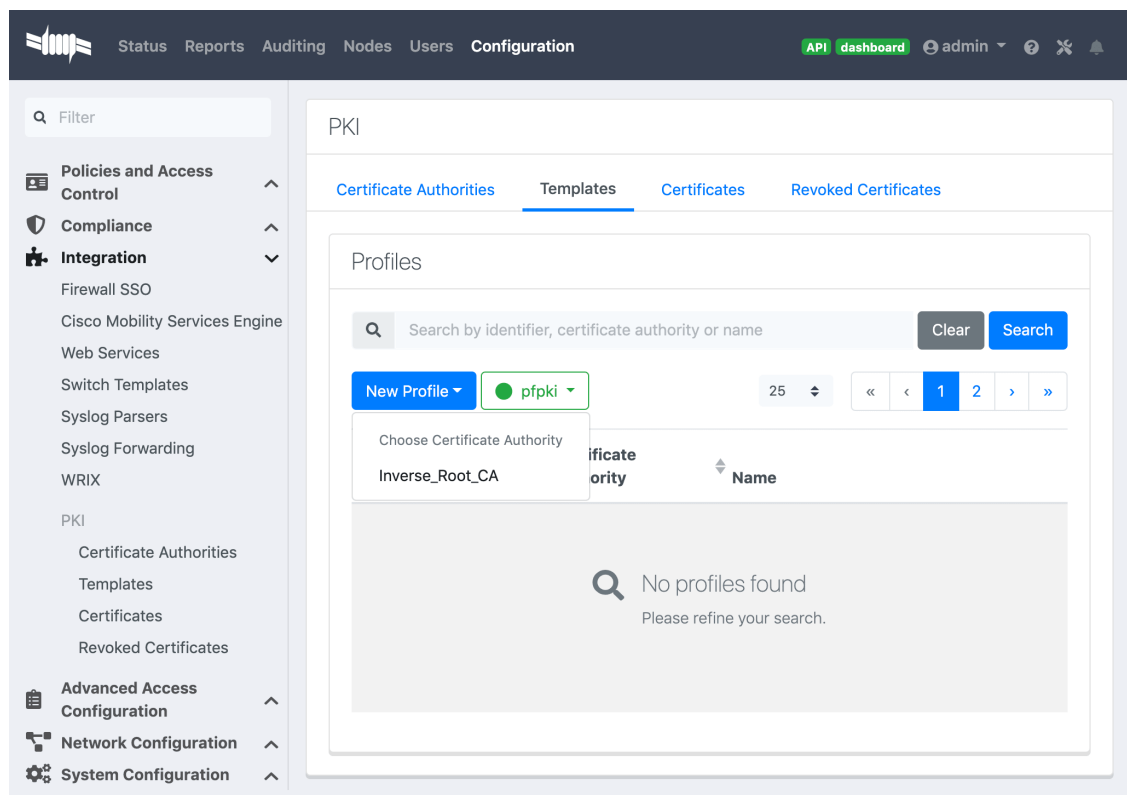 Status Reports Auditing Nodes Users Configuration
API dashboard admin
Filter
Policies and Access
Control
Compliance
Integration
Firewall SSO
Cisco Mobility Services Engine
Web Services
Switch Templates
Syslog Parsers
Syslog Forwarding
WRIX
PKI
Certificate Authorities
Templates
Certificates
Revoked Certificates
Advanced Access
Configuration
Network Configuration
System Configuration
PKI
Certificate Authorities Templates Certificates Revoked Certificates
Profiles
Search by identifier, certificate authority or name Clear Search
New Profile pfpki 25 « ‹ 1 2 › »
Choose Certificate Authority
Inverse_Root_CA
ificate
ority Name
No profiles found
Please refine your search.